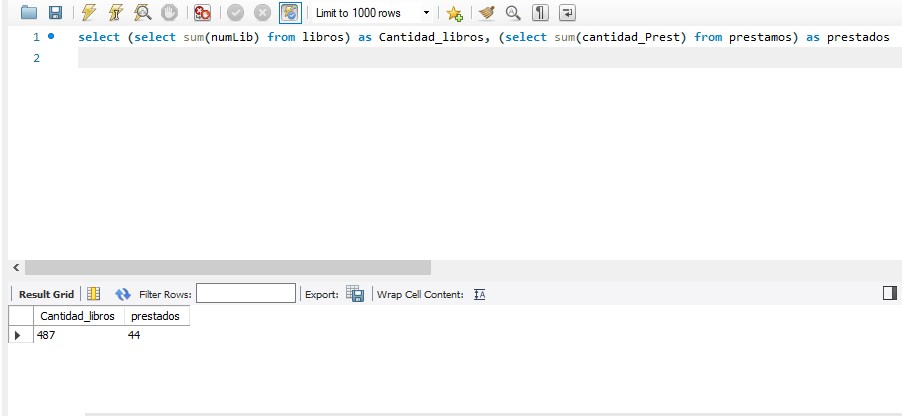 Limit to 1000 rows
1 select (select sum(numLib) from libros) as Cantidad_libros, (select sum(cantidad_Prest) from prestamos) as prestados
2
Result Grid Filter Rows: Export: Wrap Cell Content: IA
Cantidad_libros prestados
487 44